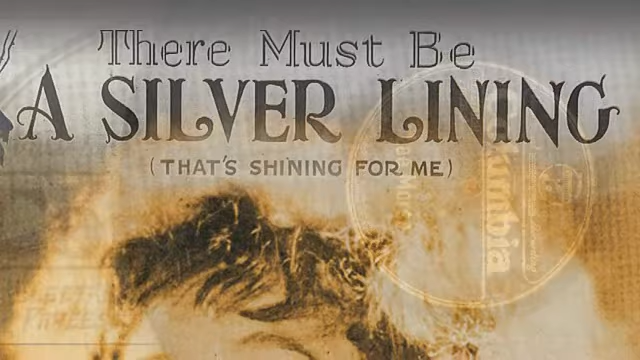 There Must Be
A SILVER LINING
(THAT'S SHINING FOR ME)
Columbia